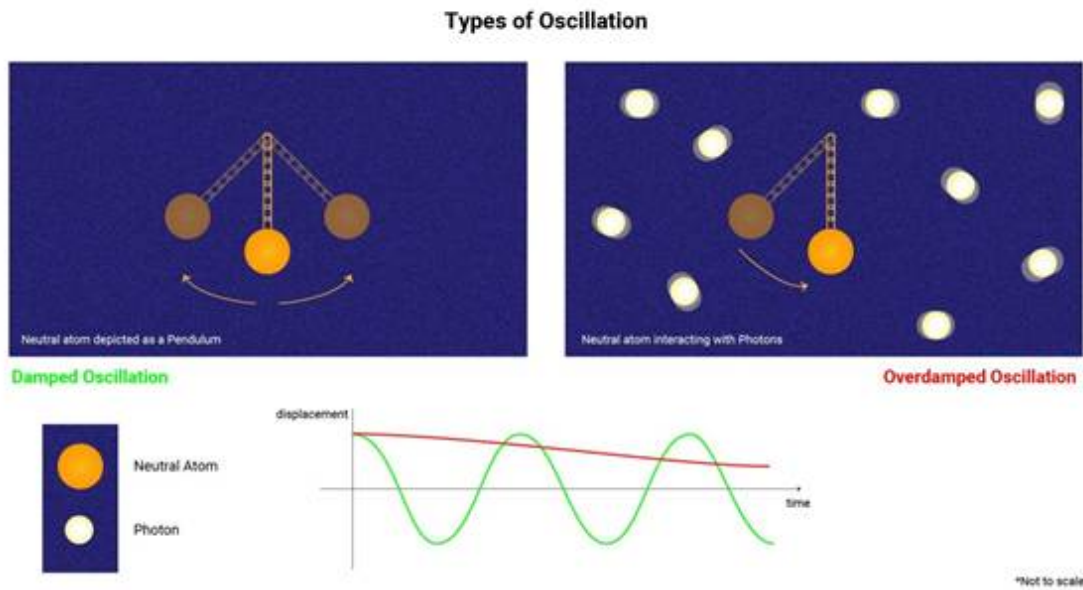 Types of Oscillation
Neutral atom depicted as a Pendulum
Neutral atom interacting with Photons
Damped Oscillation
Overdamped Oscillation
displacement
time
Neutral Atom
Photon
*Not to scale